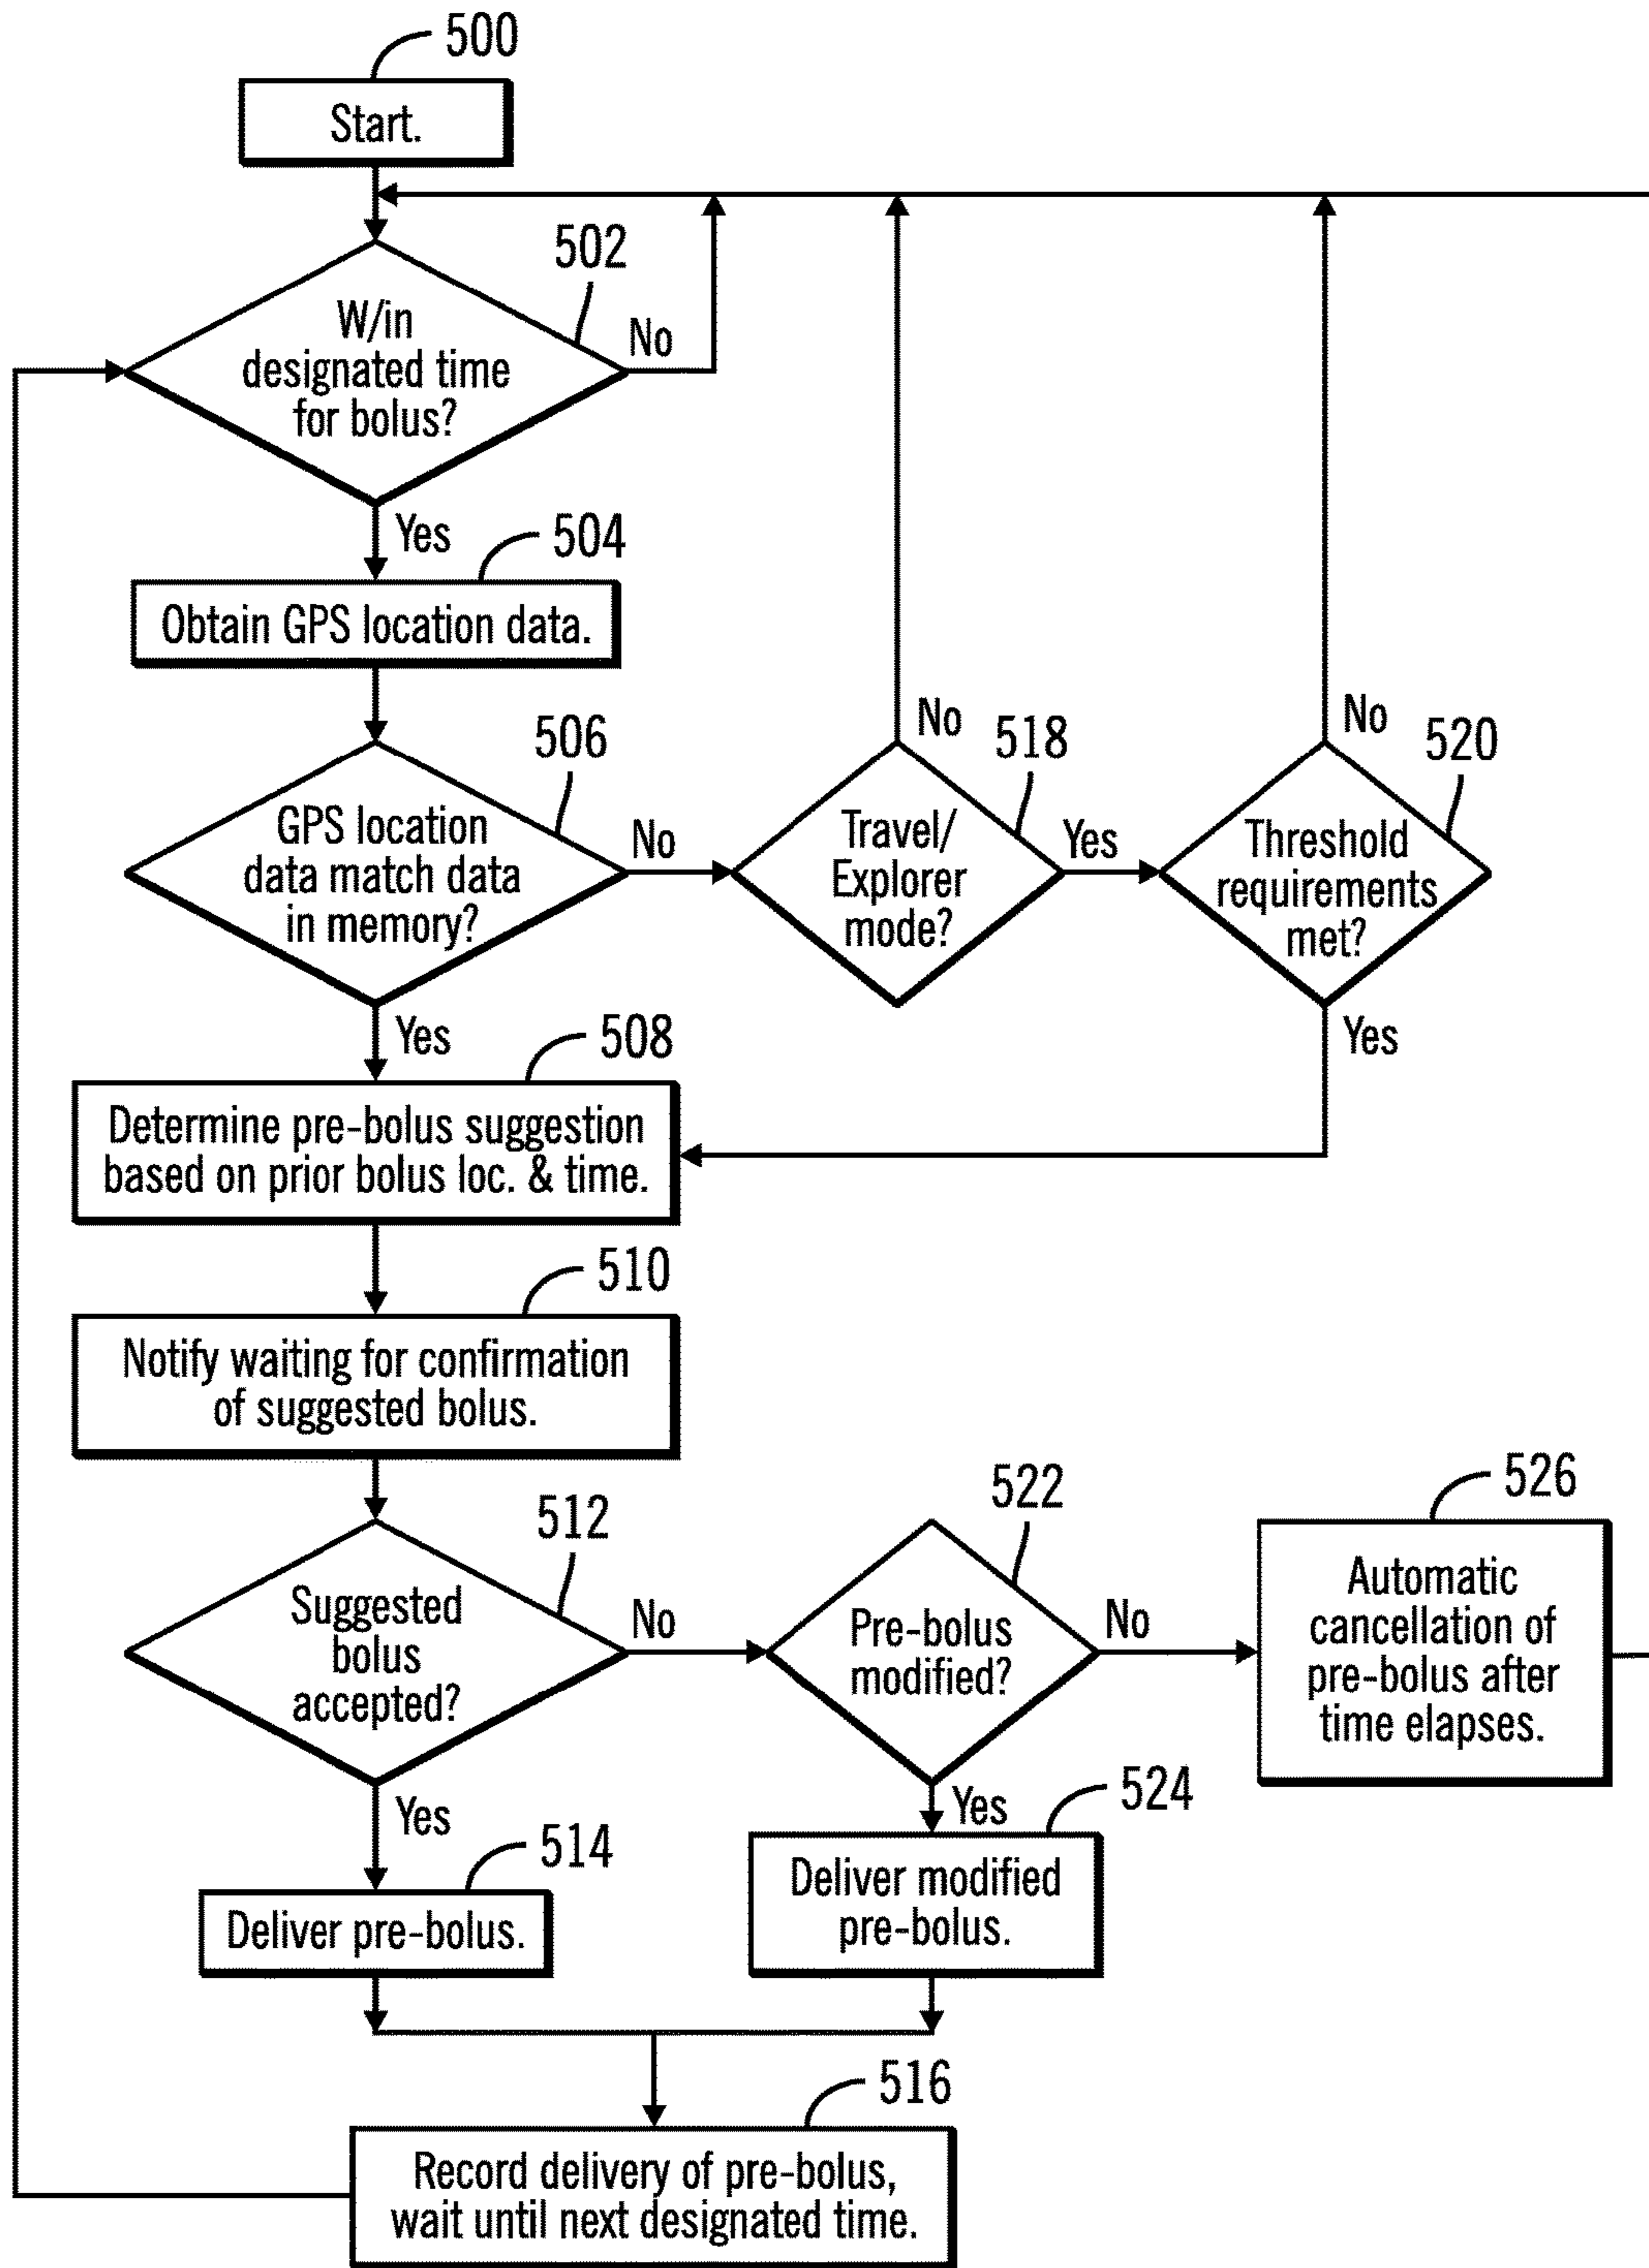 500
Start.
502
W/in
designated time
for bolus?
No
Yes
504
Obtain GPS location data.
506
GPS location
data match data
in memory?
No
518
No
Travel/
Explorer
mode?
Yes
520
No
Threshold
requirements
met?
Yes
Yes
508
Determine pre-bolus suggestion
based on prior bolus loc. & time.
510
Notify waiting for confirmation
of suggested bolus.
512
Suggested
bolus
accepted?
No
522
Pre-bolus
modified?
No
526
Automatic
cancellation of
pre-bolus after
time elapses.
Yes
514
Deliver pre-bolus.
Yes
524
Deliver modified
pre-bolus.
516
Record delivery of pre-bolus,
wait until next designated time.